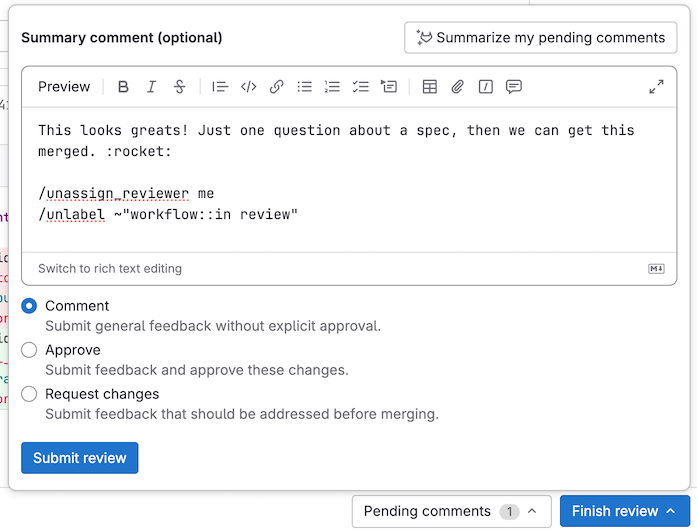 Summary comment (optional)
Summarize my pending comments
Preview
This looks greats! Just one question about a spec, then we can get this
merged. :rocket:
/unassign_reviewer me
/unlabel ~"workflow::in review"
Switch to rich text editing
Comment
Submit general feedback without explicit approval.
Approve
Submit feedback and approve these changes.
Request changes
Submit feedback that should be addressed before merging.
Submit review
Pending comments 1
Finish review